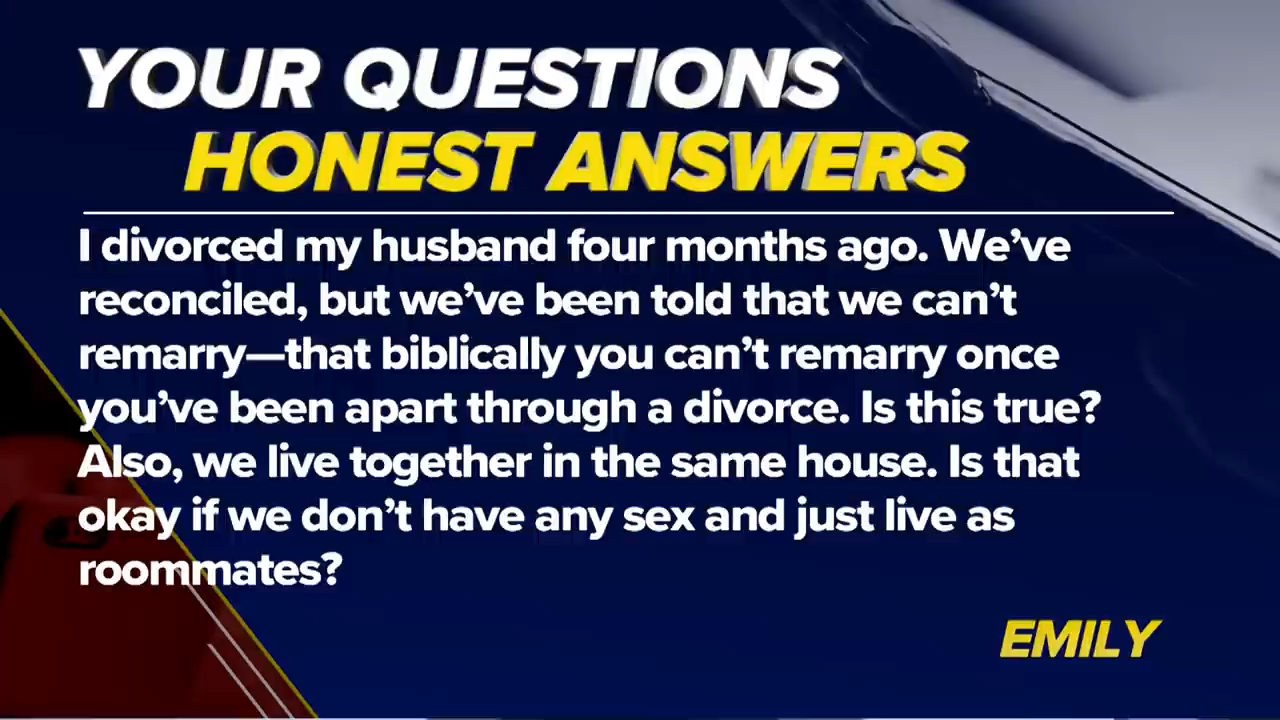 YOUR QUESTIONS
HONEST ANSWERS
I divorced my husband four months ago. We’ve
reconciled, but we’ve been told that we can’t
remarry—that biblically you can’t remarry once
you’ve been apart through a divorce. Is this true?
Also, we live together in the same house. Is that
okay if we don’t have any sex and just live as
roommates?
EMILY